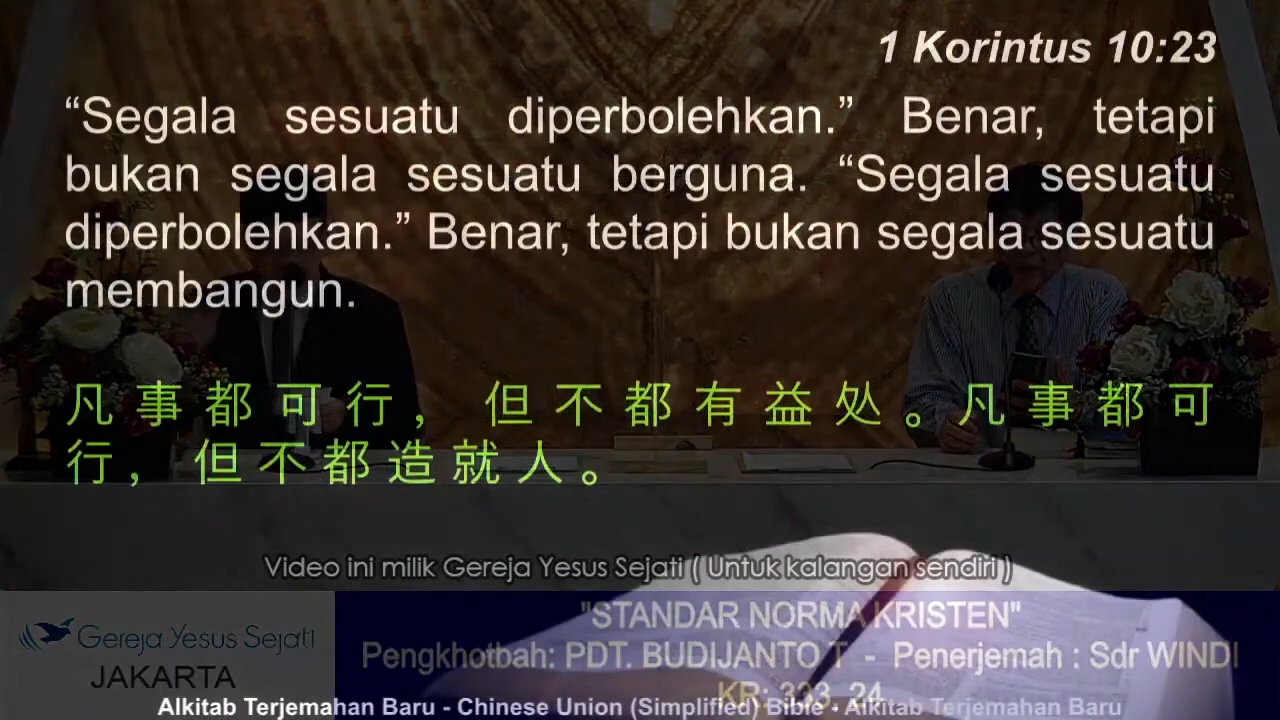 1 Korintus 10:23
“Segala sesuatu diperbolehkan.” Benar, tetapi
bukan segala sesuatu berguna. “Segala sesuatu
diperbolehkan.” Benar, tetapi bukan segala sesuatu
membangun.
凡事都可行， 但不都有益处。凡事都可
行， 但不都造就人。
Video ini milik Gereja Yesus Sejati ( Untuk kalangan sendiri )
"STANDAR NORMA KRISTEN"
Gereja Yesus Sejati
JAKARTA
Pengkhotbah: PDT. BUDIJANTO T - Penerjemah : Sdr WINDI
KR: 333, 24
Alkitab Terjemahan Baru - Chinese Union (Simplified) Bible • Alkitab Terjemahan Baru